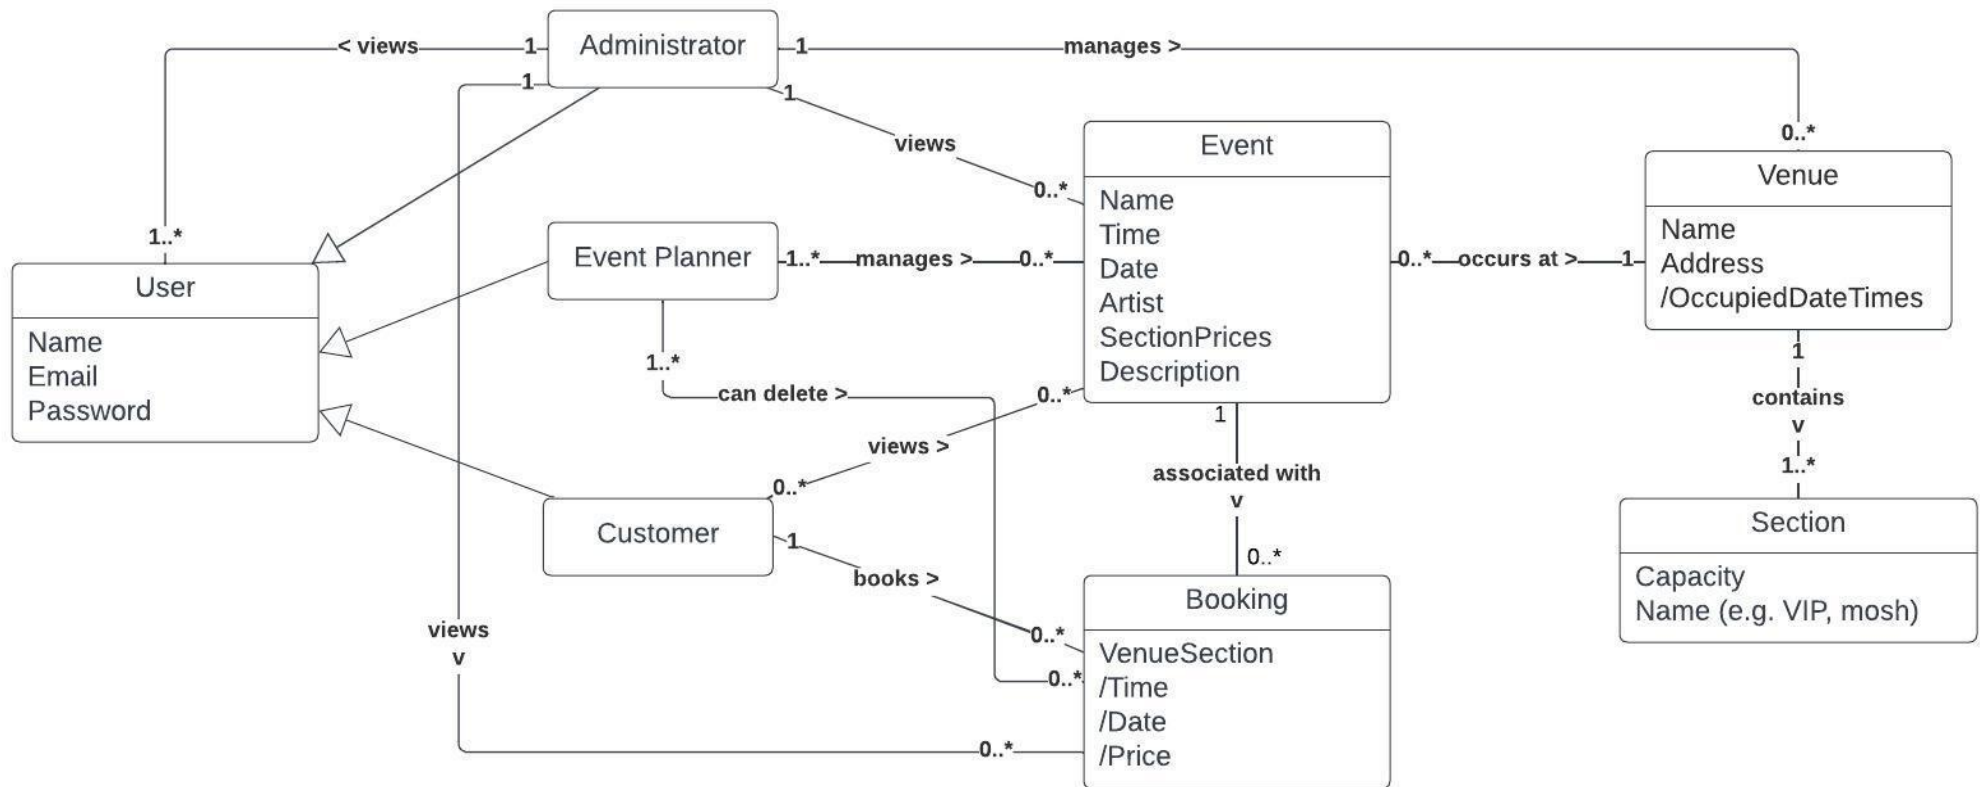 Administrator
< views
1
1
1
manages >
0..*
1
views
0..*
1..*
User
Name
Email
Password
Event Planner
1..*
manages >
0..*
1..*
can delete >
0..*
Event
Name
Time
Date
Artist
SectionPrices
Description
0..*
occurs at >
1
Venue
Name
Address
/OccupiedDateTimes
1
contains
v
1..*
Section
Capacity
Name (e.g. VIP, mosh)
0..*
views >
0..*
Customer
1
books >
0..*
1
associated with
v
0..*
Booking
VenueSection
/Time
/Date
/Price
views
v
0..*